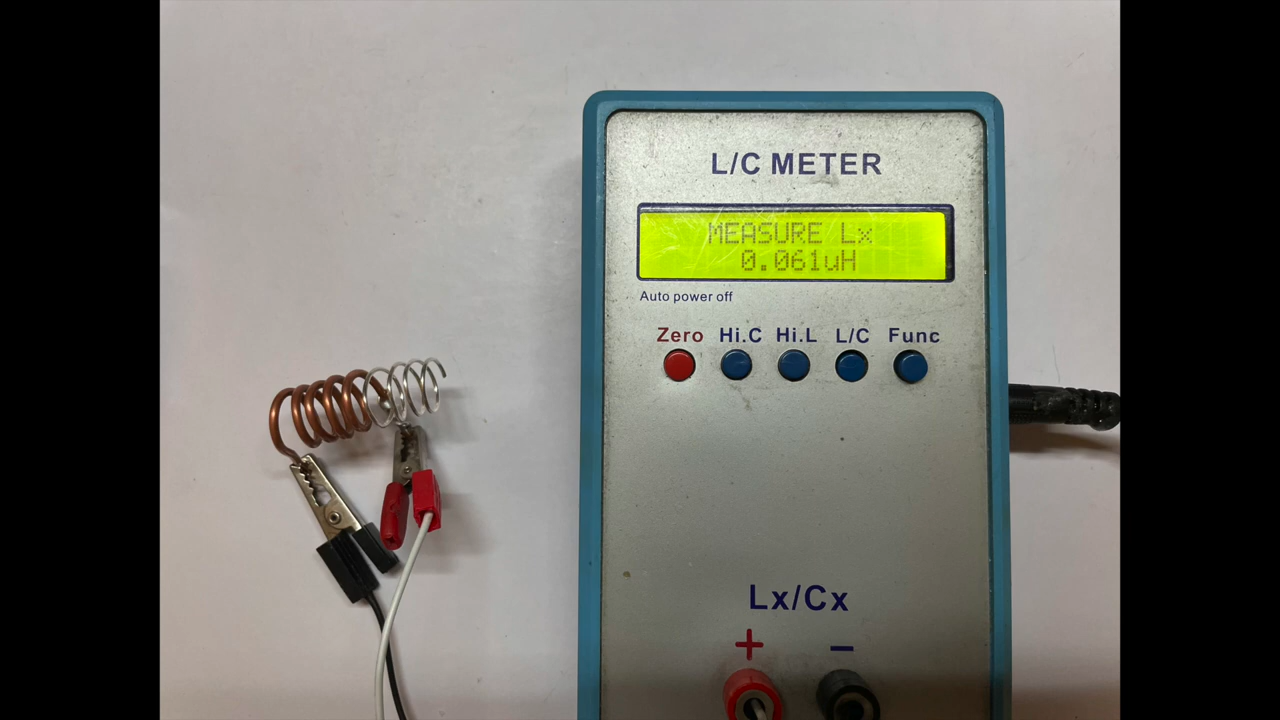 L/C METER
MEASURE Lx
0.061uH
Auto power off
Zero Hi.C Hi.L L/C Func
Lx/Cx
+ −